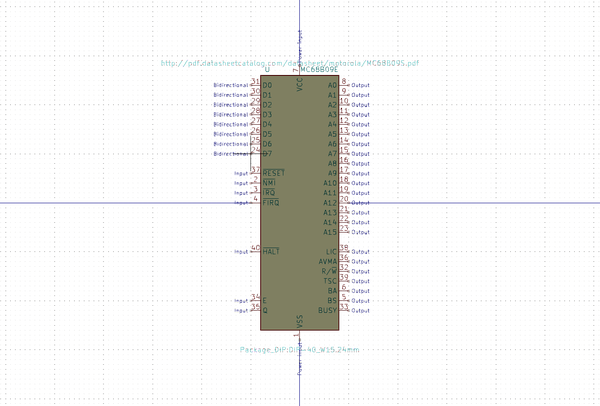 Power input
http://pdf.datasheetcatalog.com/datasheet/motorola/MC68B09S.pdf
U MC68B09E
7 VCC
Bidirectional 31 D0 A0 8 Output
Bidirectional 30 D1 A1 9 Output
Bidirectional 29 D2 A2 10 Output
Bidirectional 28 D3 A3 11 Output
Bidirectional 27 D4 A4 12 Output
Bidirectional 26 D5 A5 13 Output
Bidirectional 25 D6 A6 14 Output
Bidirectional 24 D7 A7 15 Output
A8 16 Output
Input 37 RESET A9 17 Output
Input 2 NMI A10 18 Output
Input 3 IRQ A11 19 Output
Input 4 FIRQ A12 20 Output
A13 21 Output
A14 22 Output
A15 23 Output
Input 40 HALT LIC 38 Output
AVMA 36 Output
R/W 32 Output
TSC 39 Output
BA 6 Output
Input 34 E BS 5 Output
Input 35 Q BUSY 33 Output
VSS
1
Package_DIP:DIP-40_W15.24mm
Power input